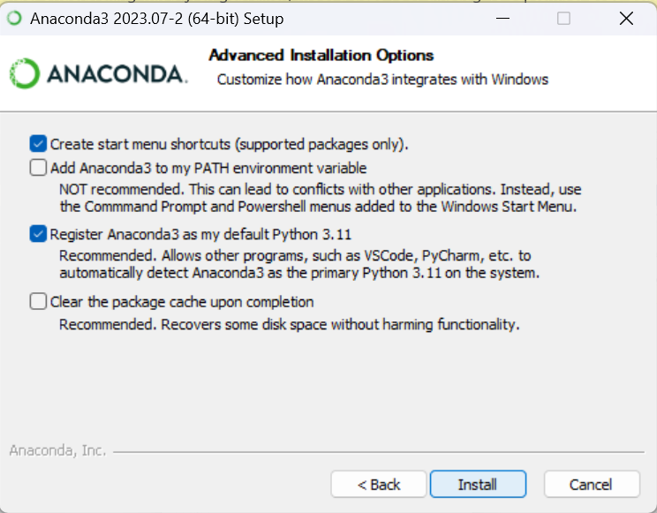 Anaconda3 2023.07-2 (64-bit) Setup
ANACONDA.
Advanced Installation Options
Customize how Anaconda3 integrates with Windows
Create start menu shortcuts (supported packages only).
Add Anaconda3 to my PATH environment variable
NOT recommended. This can lead to conflicts with other applications. Instead, use
the Commmand Prompt and Powershell menus added to the Windows Start Menu.
Register Anaconda3 as my default Python 3.11
Recommended. Allows other programs, such as VSCode, PyCharm, etc. to
automatically detect Anaconda3 as the primary Python 3.11 on the system.
Clear the package cache upon completion
Recommended. Recovers some disk space without harming functionality.
Anaconda, Inc.
< Back
Install
Cancel